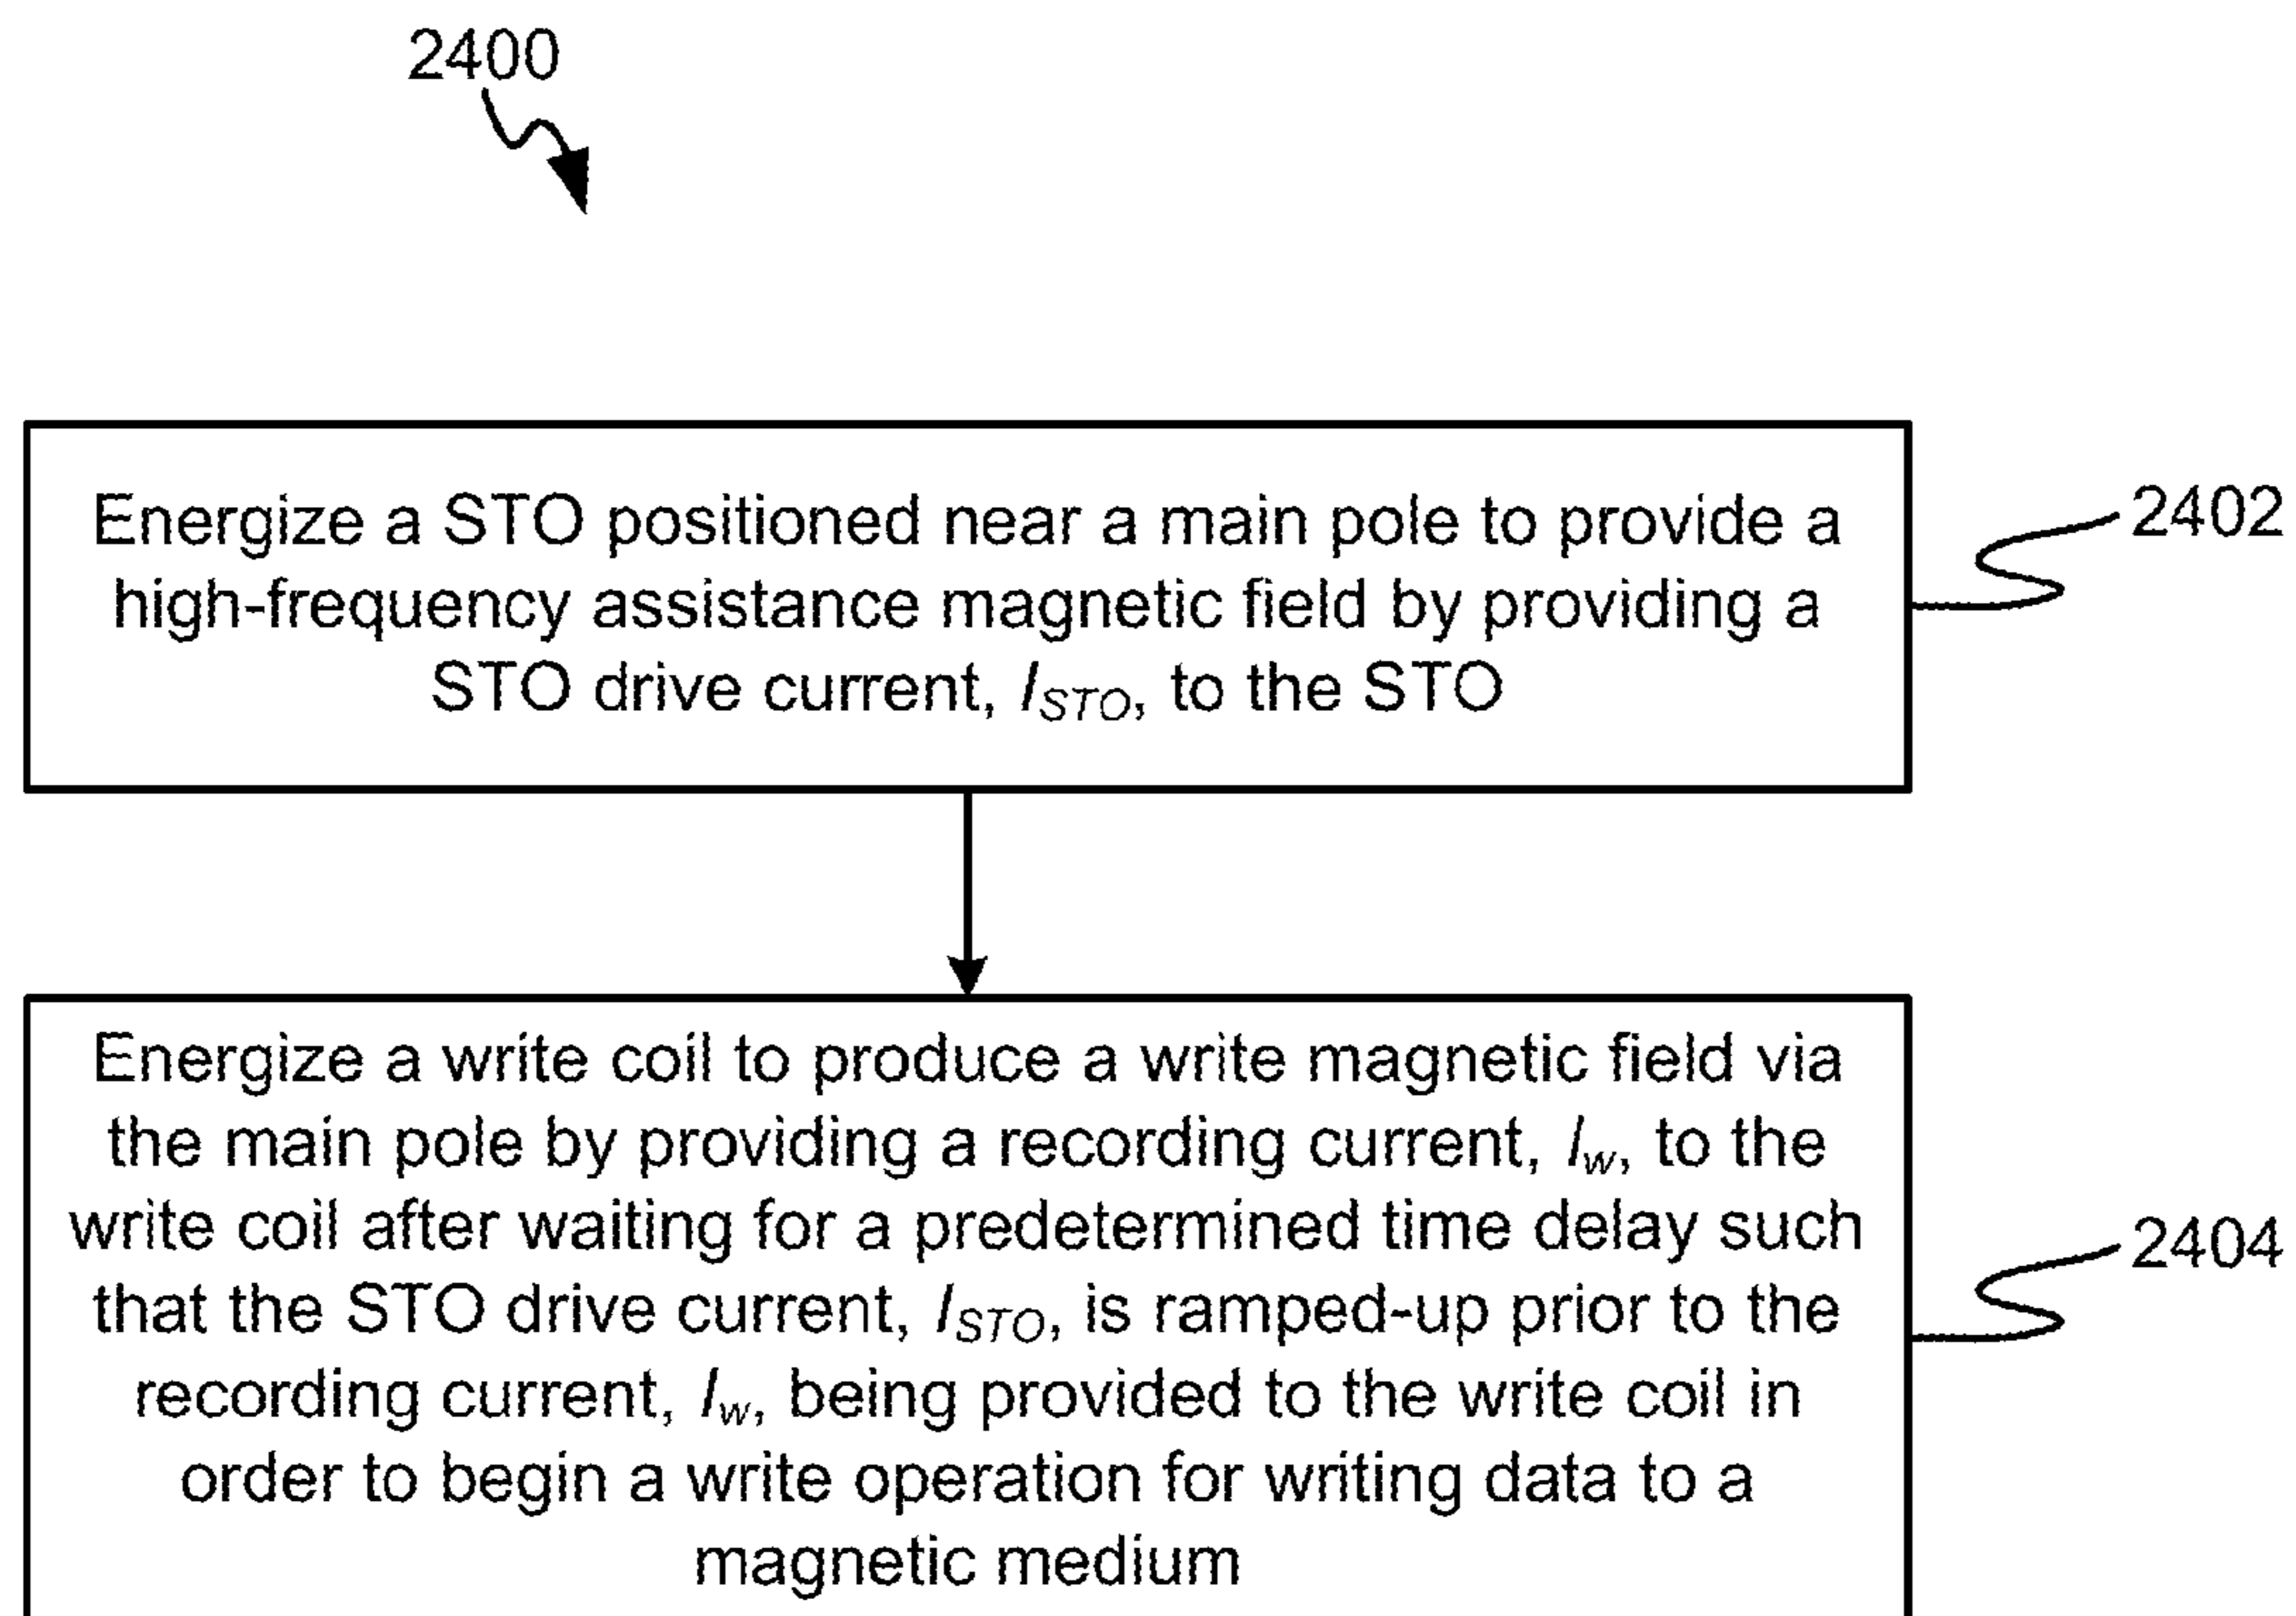 2400
Energize a STO positioned near a main pole to provide a
high-frequency assistance magnetic field by providing a
STO drive current, I_STO, to the STO
2402
Energize a write coil to produce a write magnetic field via
the main pole by providing a recording current, I_w, to the
write coil after waiting for a predetermined time delay such
that the STO drive current, I_STO, is ramped-up prior to the
recording current, I_w, being provided to the write coil in
order to begin a write operation for writing data to a
magnetic medium
2404